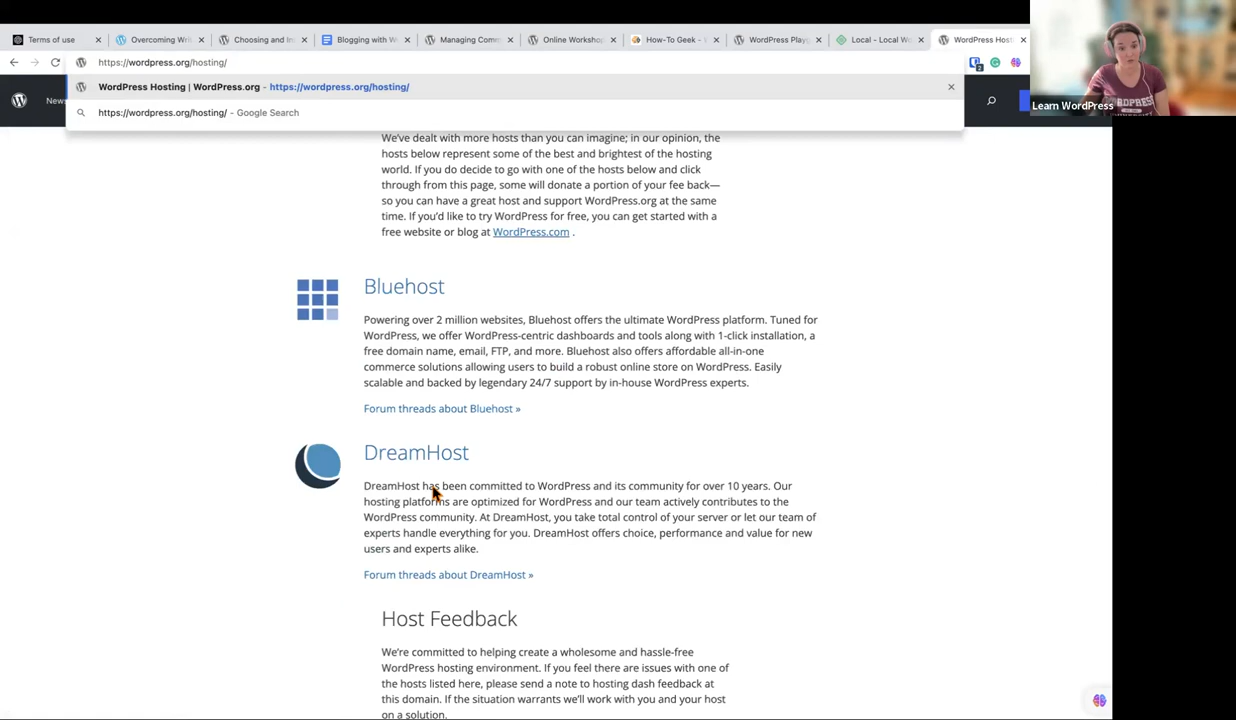 Terms of use
Overcoming Wri
Choosing and In
Blogging with W
Managing Com
Online Worksho
How-To Geek -
WordPress Play
Local - Local W
WordPress Host
https://wordpress.org/hosting/
WordPress Hosting | WordPress.org - https://wordpress.org/hosting/
https://wordpress.org/hosting/ - Google Search
2
News
Learn WordPress
We've dealt with more hosts than you can imagine; in our opinion, the
hosts below represent some of the best and brightest of the hosting
world. If you do decide to go with one of the hosts below and click
through from this page, some will donate a portion of your fee back—
so you can have a great host and support WordPress.org at the same
time. If you'd like to try WordPress for free, you can get started with a
free website or blog at WordPress.com .
Bluehost
Powering over 2 million websites, Bluehost offers the ultimate WordPress platform. Tuned for
WordPress, we offer WordPress-centric dashboards and tools along with 1-click installation, a
free domain name, email, FTP, and more. Bluehost also offers affordable all-in-one
commerce solutions allowing users to build a robust online store on WordPress. Easily
scalable and backed by legendary 24/7 support by in-house WordPress experts.
Forum threads about Bluehost »
DreamHost
DreamHost has been committed to WordPress and its community for over 10 years. Our
hosting platforms are optimized for WordPress and our team actively contributes to the
WordPress community. At DreamHost, you take total control of your server or let our team of
experts handle everything for you. DreamHost offers choice, performance and value for new
users and experts alike.
Forum threads about DreamHost »
Host Feedback
We're committed to helping create a wholesome and hassle-free
WordPress hosting environment. If you feel there are issues with one of
the hosts listed here, please send a note to hosting dash feedback at
this domain. If the situation warrants we'll work with you and your host
on a solution.